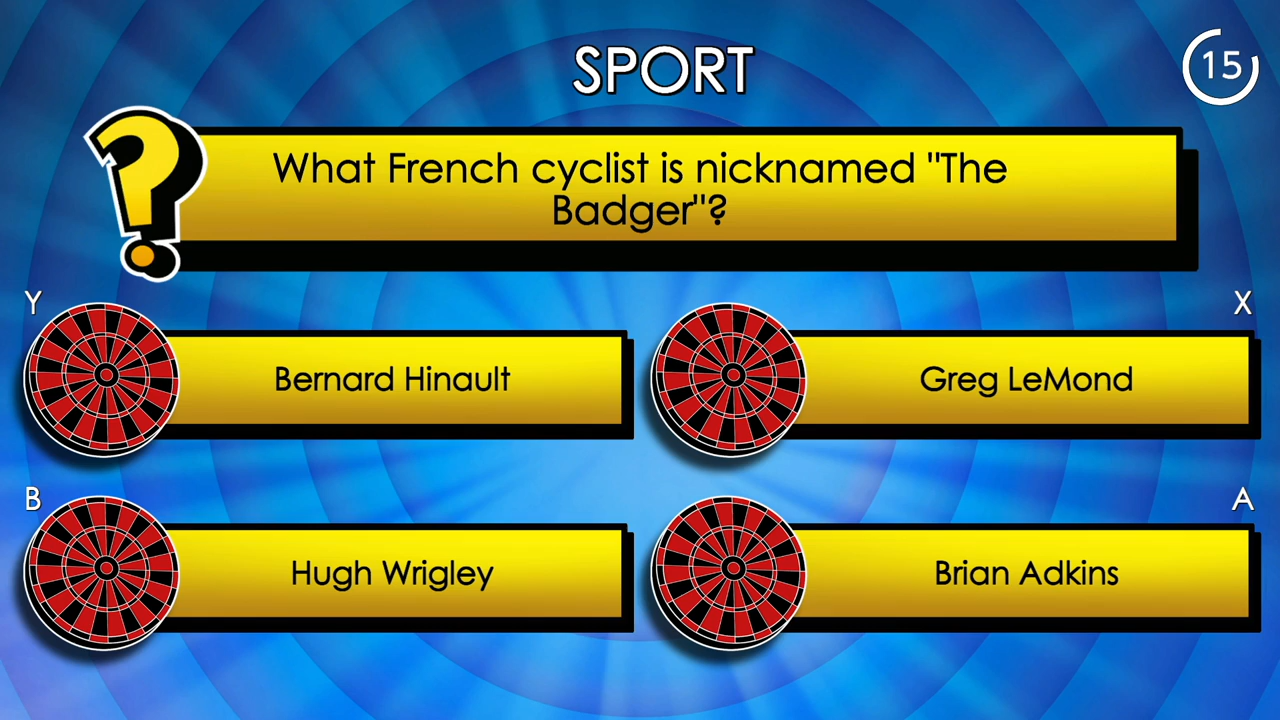 SPORT
15
What French cyclist is nicknamed "The
Badger"?
Y
Bernard Hinault
X
Greg LeMond
B
Hugh Wrigley
A
Brian Adkins